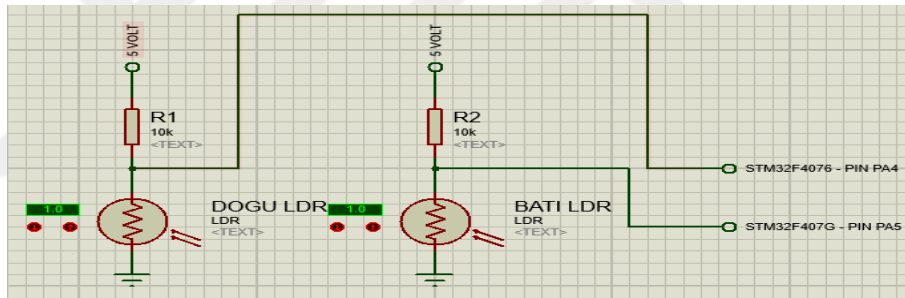 5 VOLT
5 VOLT
R1
10k
<TEXT>
R2
10k
<TEXT>
STM32F4076 - PIN PA4
1.0
DOGU LDR
LDR
<TEXT>
1.0
BATI LDR
LDR
<TEXT>
STM32F407G - PIN PA5